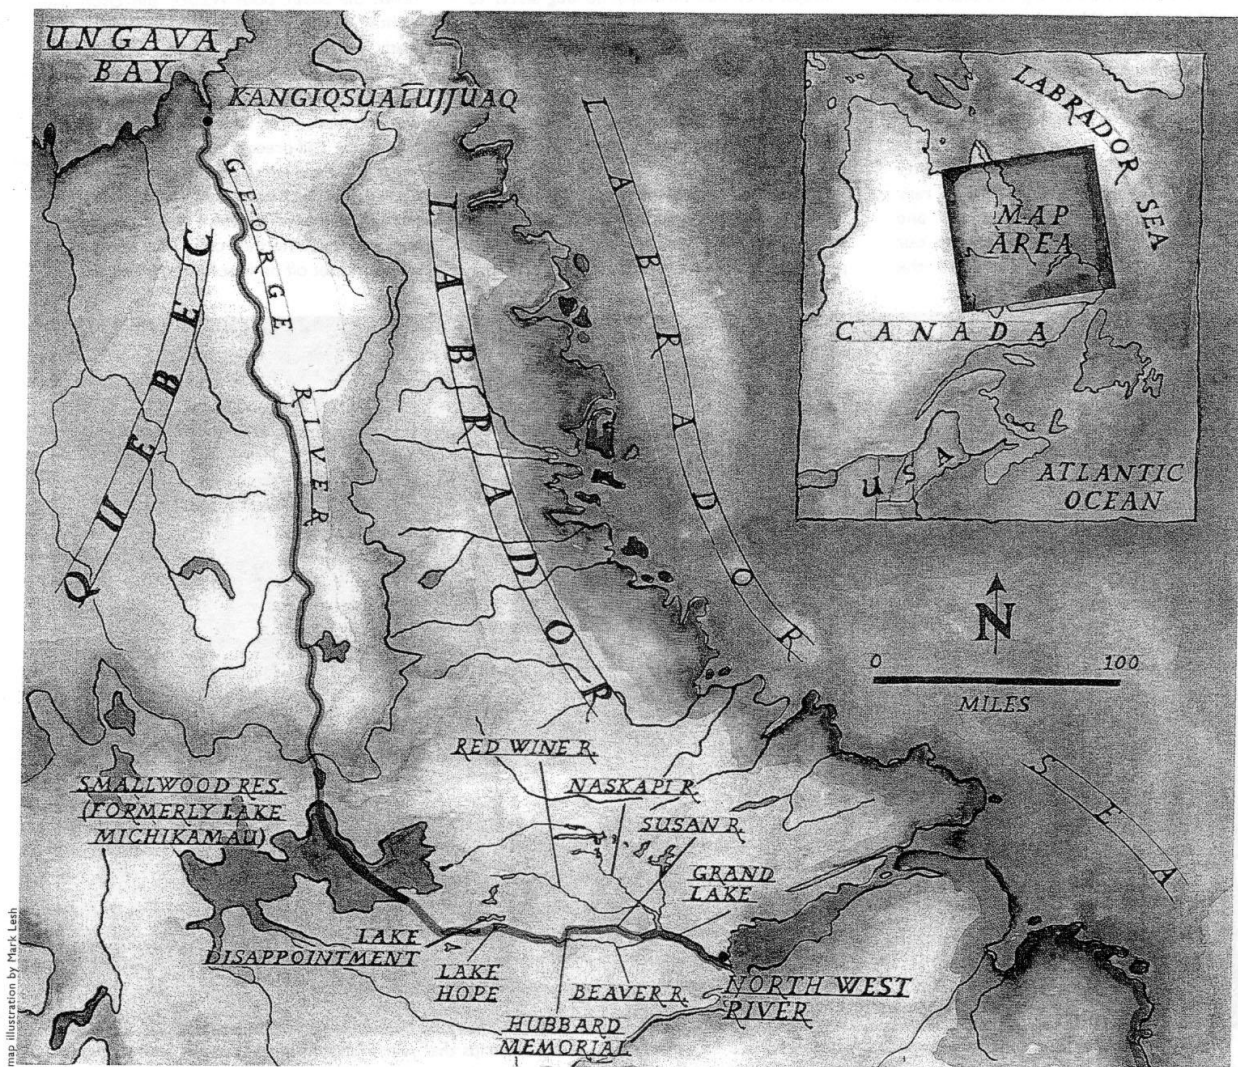 UNGAVA
BAY
KANGIQSUALUJJUAQ
GEORGE
RIVER
QUEBEC
LABRADOR
LABRADOR
SEA
LABRADOR
SEA
MAP
AREA
CANADA
USA
ATLANTIC
OCEAN
N
0 100
MILES
RED WINE R.
NASKAPI R.
SUSAN R.
GRAND
LAKE
SMALLWOOD RES.
(FORMERLY LAKE
MICHIKAMAU)
LAKE
DISAPPOINTMENT
LAKE
HOPE
BEAVER R.
HUBBARD
MEMORIAL
NORTH WEST
RIVER
map illustration by Mark Lesh